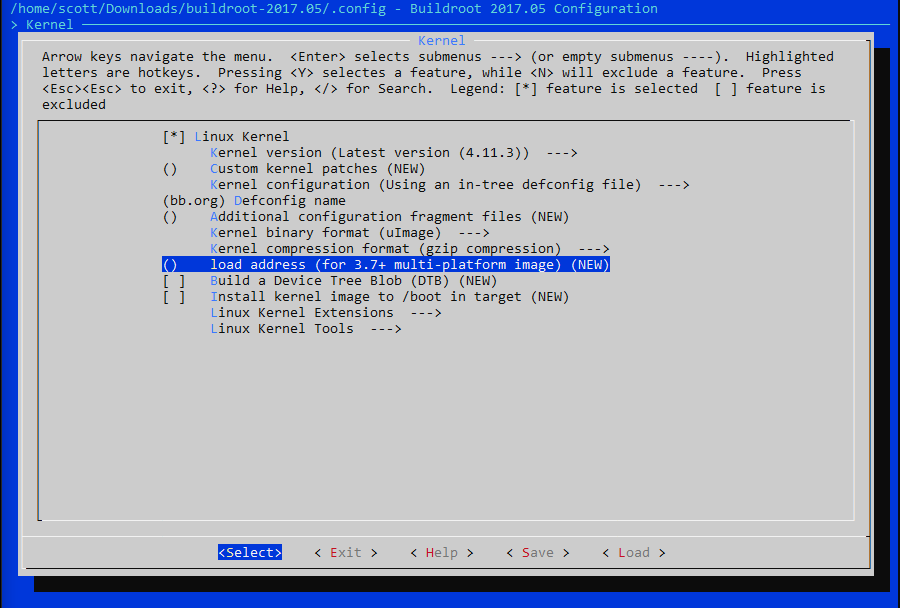 /home/scott/Downloads/buildroot-2017.05/.config - Buildroot 2017.05 Configuration
> Kernel
Kernel
Arrow keys navigate the menu.  <Enter> selects submenus ---> (or empty submenus ----).  Highlighted
letters are hotkeys.  Pressing <Y> selectes a feature, while <N> will exclude a feature.  Press
<Esc><Esc> to exit, <?> for Help, </> for Search.  Legend: [*] feature is selected  [ ] feature is
excluded
[*] Linux Kernel
Kernel version (Latest version (4.11.3))  --->
()    Custom kernel patches (NEW)
Kernel configuration (Using an in-tree defconfig file)  --->
(bb.org) Defconfig name
()    Additional configuration fragment files (NEW)
Kernel binary format (uImage)  --->
Kernel compression format (gzip compression)  --->
()    load address (for 3.7+ multi-platform image) (NEW)
[ ]   Build a Device Tree Blob (DTB) (NEW)
[ ]   Install kernel image to /boot in target (NEW)
Linux Kernel Extensions  --->
Linux Kernel Tools  --->
<Select>    < Exit >    < Help >    < Save >    < Load >